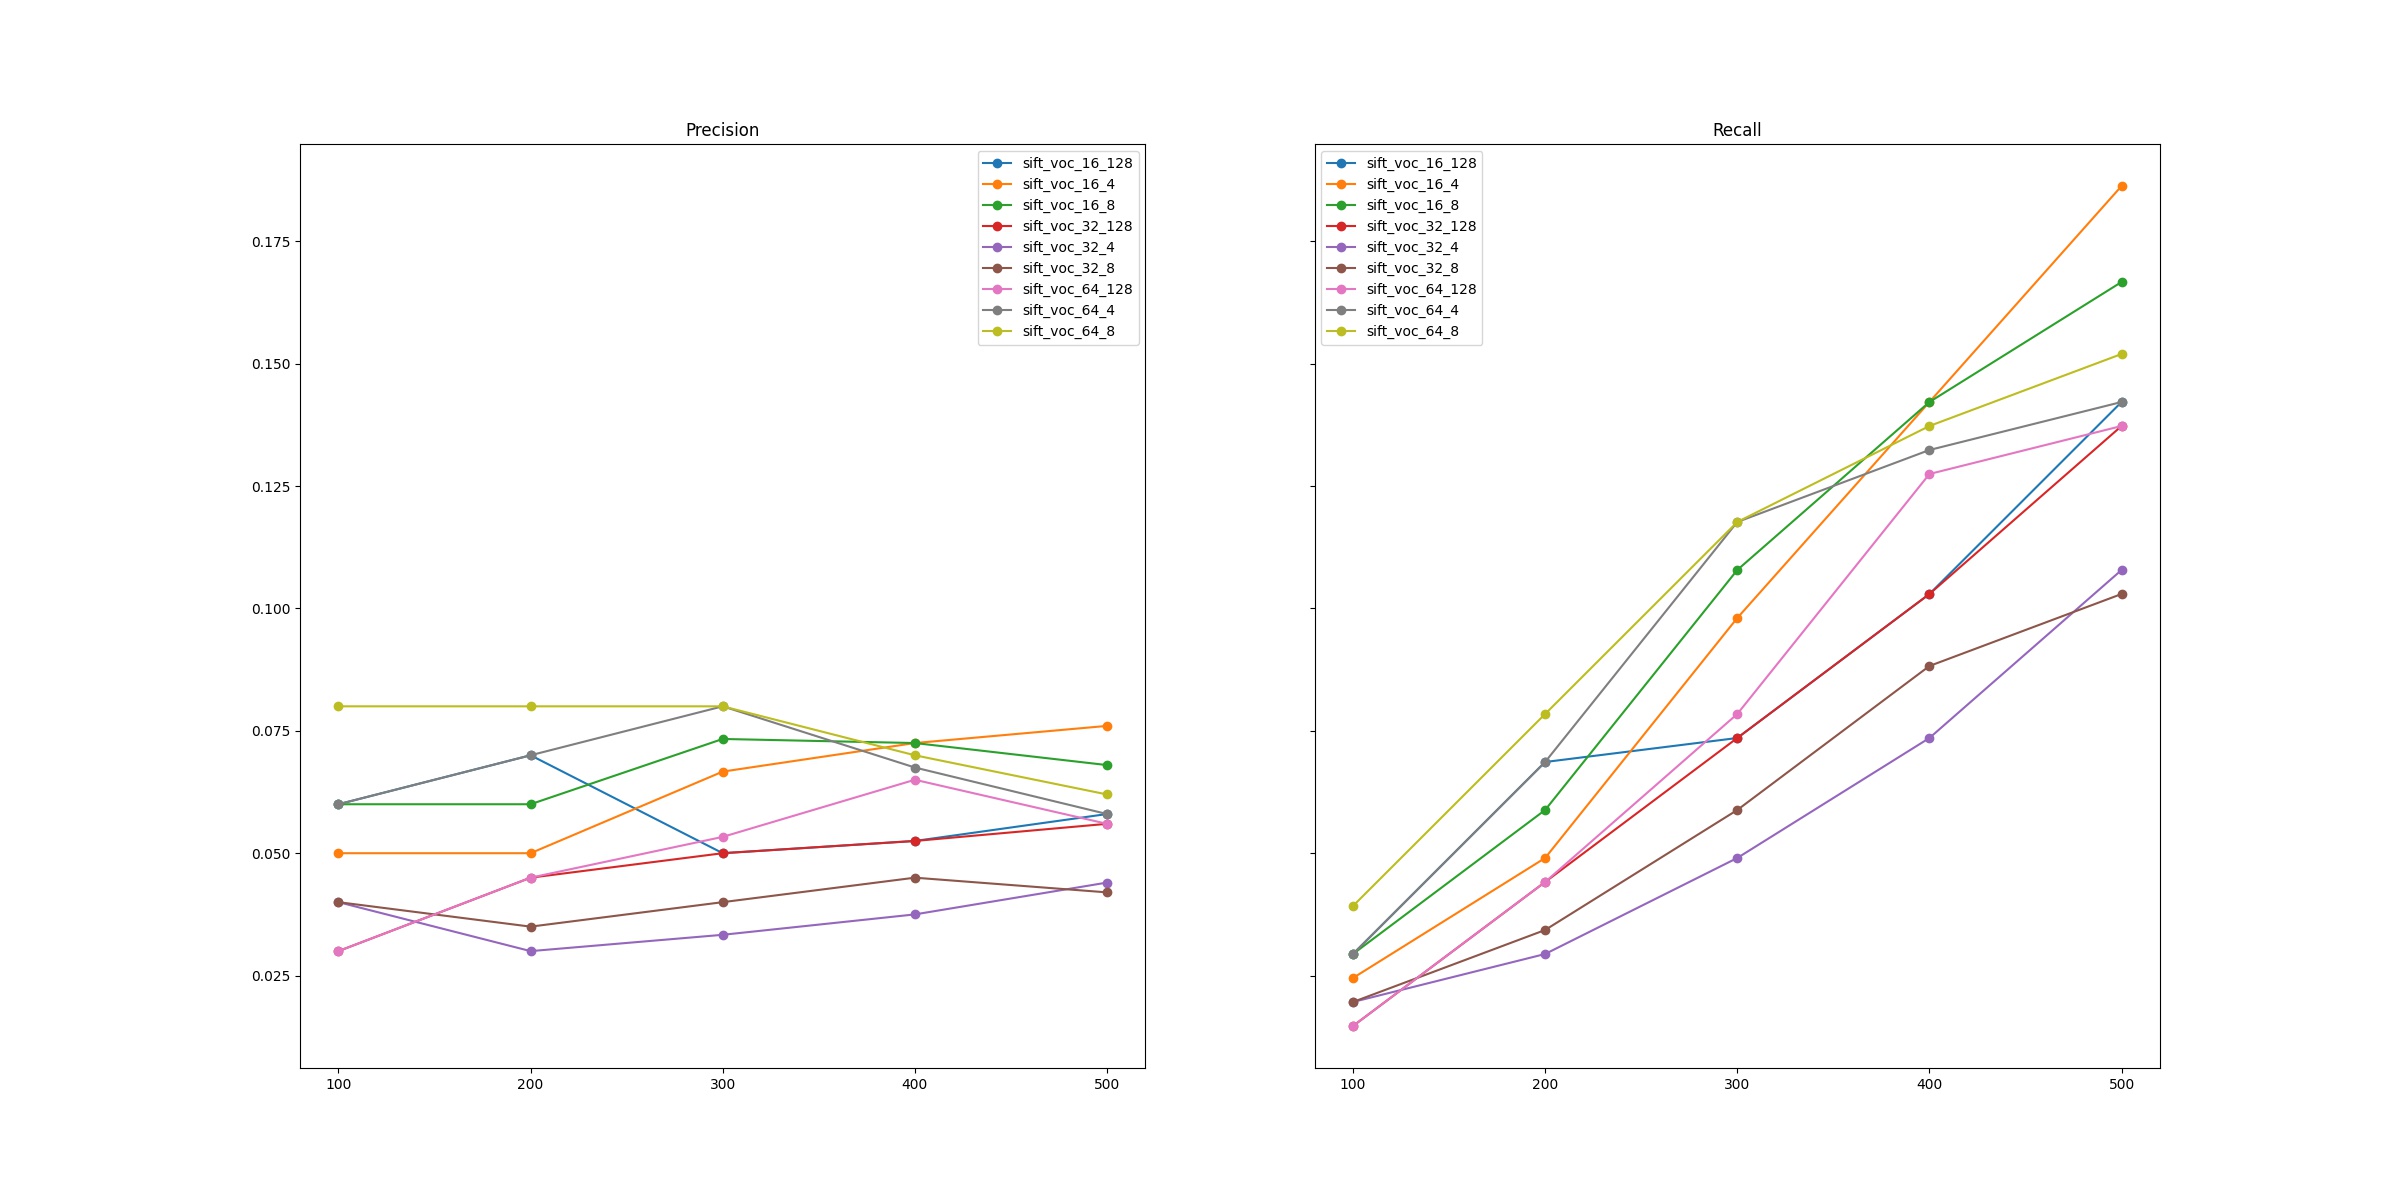 Precision
sift_voc_16_128
sift_voc_16_4
sift_voc_16_8
sift_voc_32_128
sift_voc_32_4
sift_voc_32_8
sift_voc_64_128
sift_voc_64_4
sift_voc_64_8
0.175
0.150
0.125
0.100
0.075
0.050
0.025
100 200 300 400 500
Recall
sift_voc_16_128
sift_voc_16_4
sift_voc_16_8
sift_voc_32_128
sift_voc_32_4
sift_voc_32_8
sift_voc_64_128
sift_voc_64_4
sift_voc_64_8
100 200 300 400 500